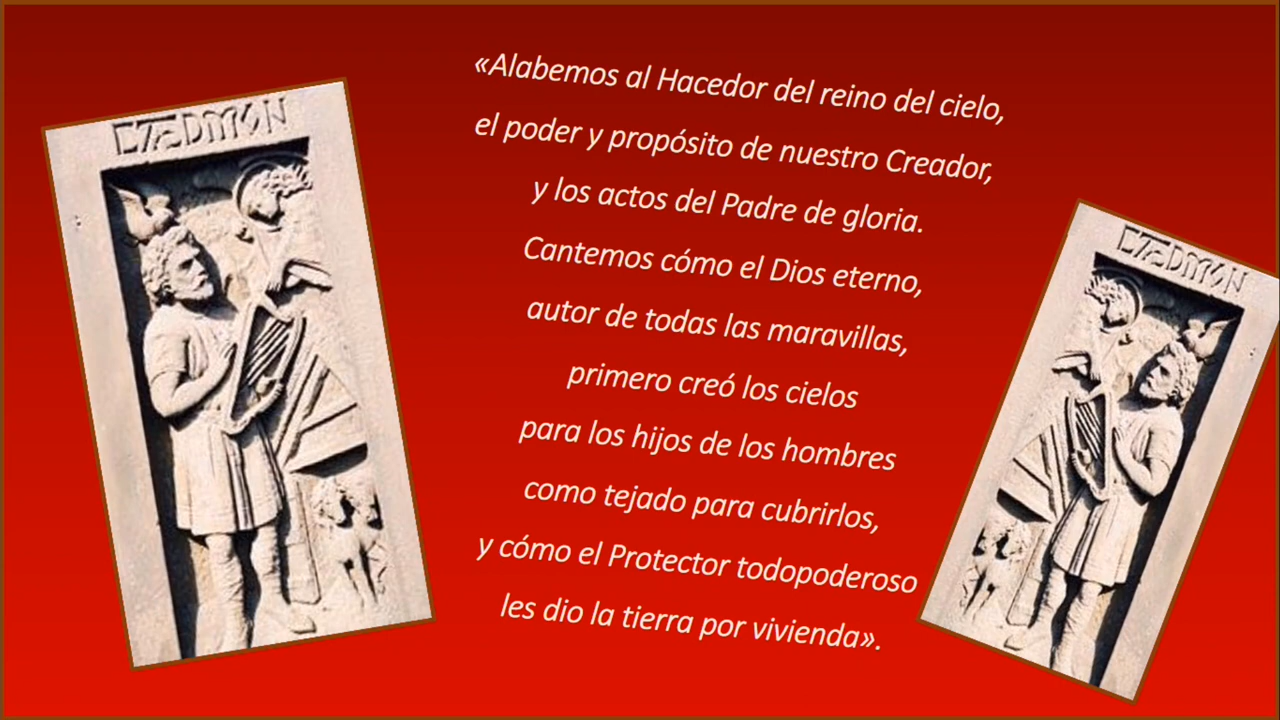 CÆDMON
«Alabemos al Hacedor del reino del cielo,
el poder y propósito de nuestro Creador,
y los actos del Padre de gloria.
Cantemos cómo el Dios eterno,
autor de todas las maravillas,
primero creó los cielos
para los hijos de los hombres
como tejado para cubrirlos,
y cómo el Protector todopoderoso
les dio la tierra por vivienda».
CÆDMON